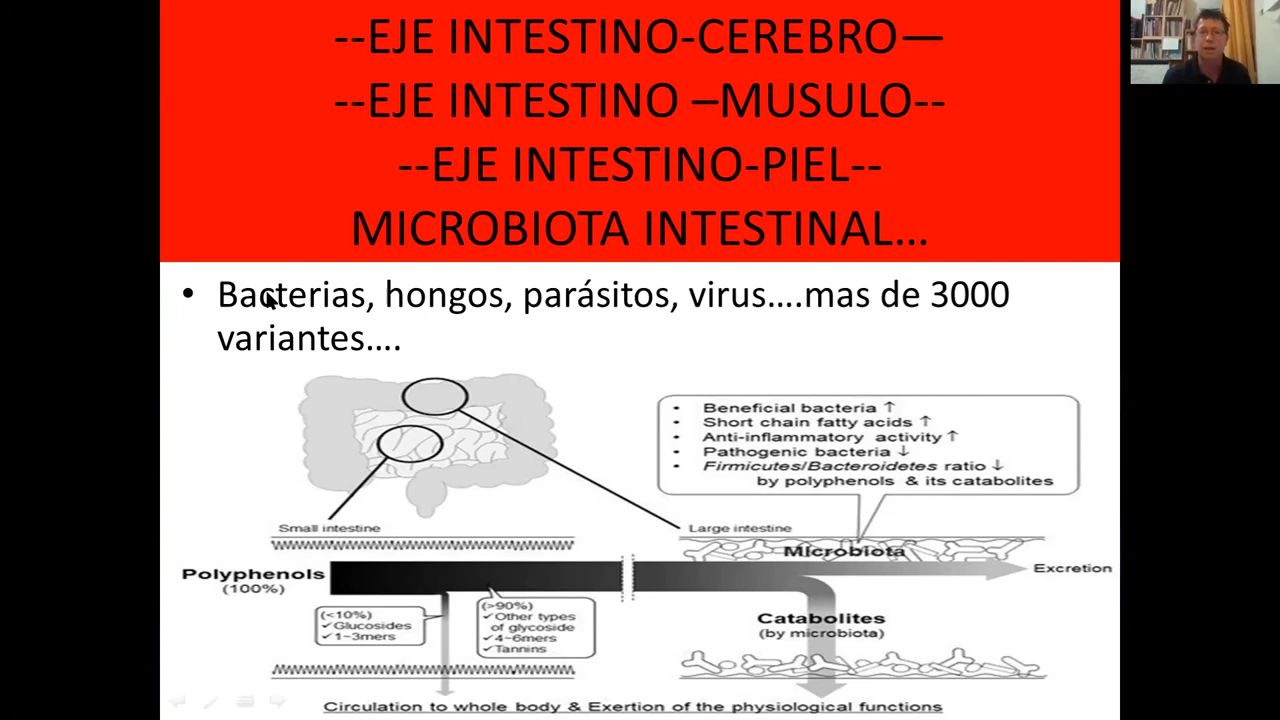 --EJE INTESTINO-CEREBRO—
--EJE INTESTINO –MUSULO--
--EJE INTESTINO-PIEL--
MICROBIOTA INTESTINAL...
• Bacterias, hongos, parásitos, virus....mas de 3000
variantes....
• Beneficial bacteria ↑
• Short chain fatty acids ↑
• Anti-inflammatory activity ↑
• Pathogenic bacteria ↓
• Firmicutes/Bacteroidetes ratio ↓
by polyphenols & its catabolites
Small intestine
Large intestine
Microbiota
Polyphenols
(100%)
Excretion
(<10%)
✓Glucosides
✓1~3mers
(>90%)
✓Other types
of glycoside
✓4~6mers
✓Tannins
Catabolites
(by microbiota)
Circulation to whole body & Exertion of the physiological functions